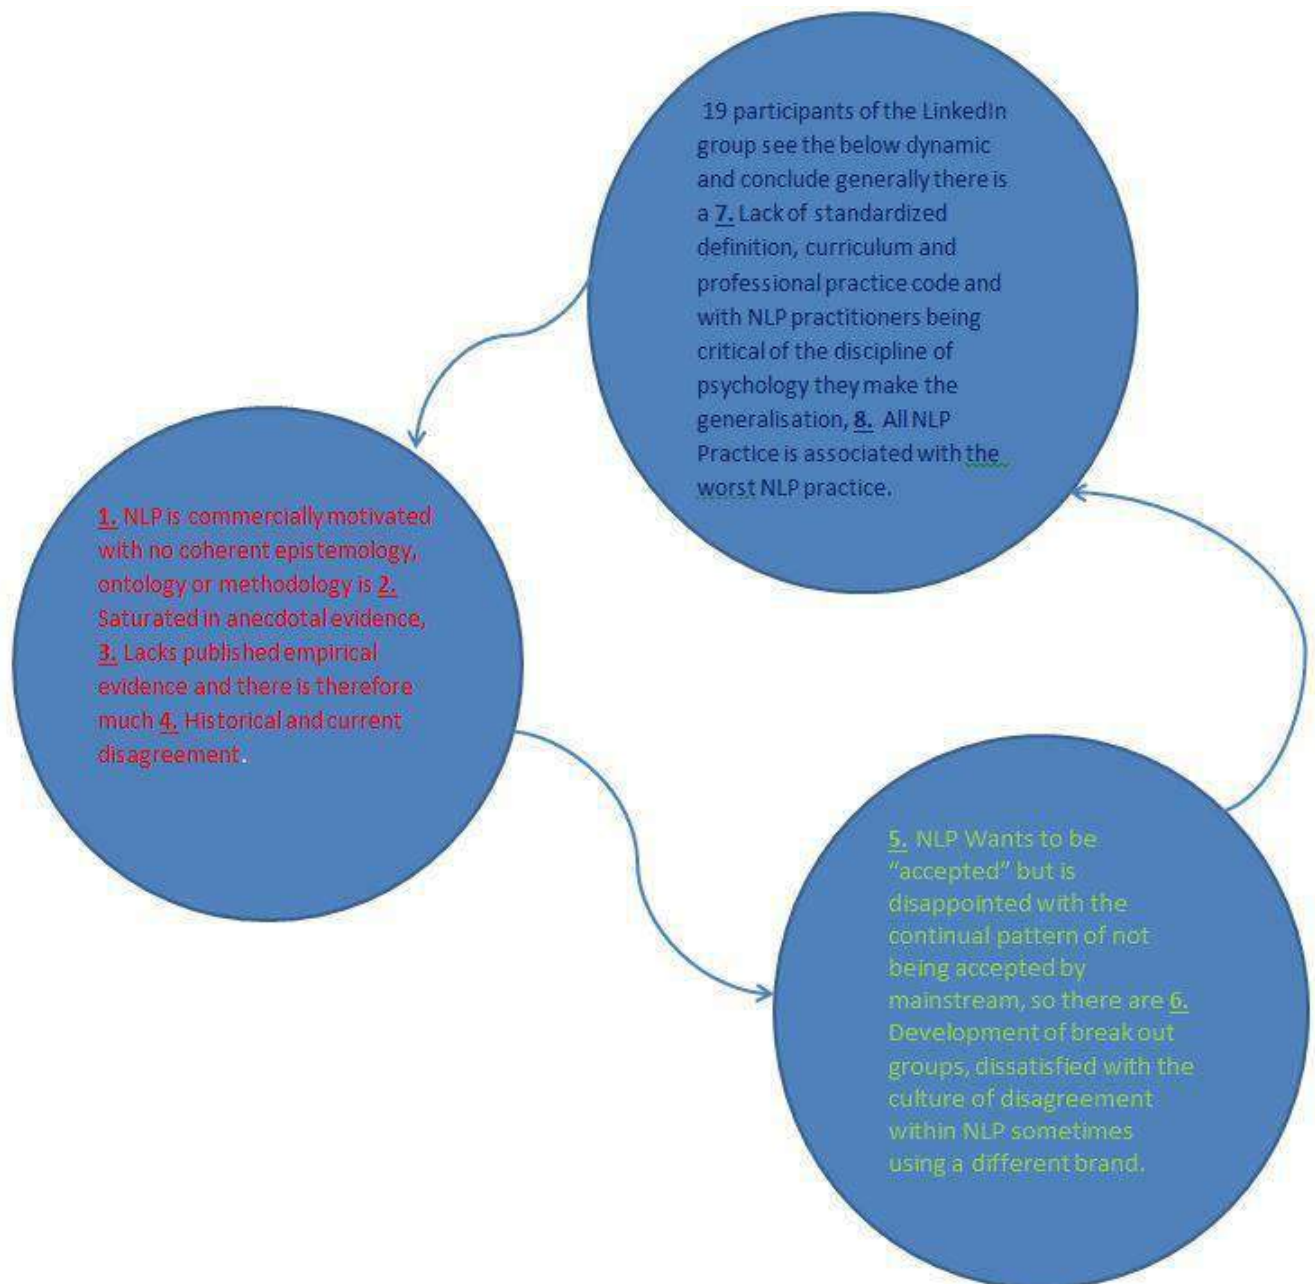 19 participants of the LinkedIn
group see the below dynamic
and conclude generally there is
a 7. Lack of standardized
definition, curriculum and
professional practice code and
with NLP practitioners being
critical of the discipline of
psychology they make the
generalisation, 8. All NLP
Practice is associated with the
worst NLP practice.
1. NLP is commercially motivated
with no coherent epistemology,
ontology or methodology is 2.
Saturated in anecdotal evidence,
3. Lacks published empirical
evidence and there is therefore
much 4. Historical and current
disagreement.
5. NLP Wants to be
“accepted” but is
disappointed with the
continual pattern of not
being accepted by
mainstream, so there are 6.
Development of break out
groups, dissatisfied with the
culture of disagreement
within NLP sometimes
using a different brand.